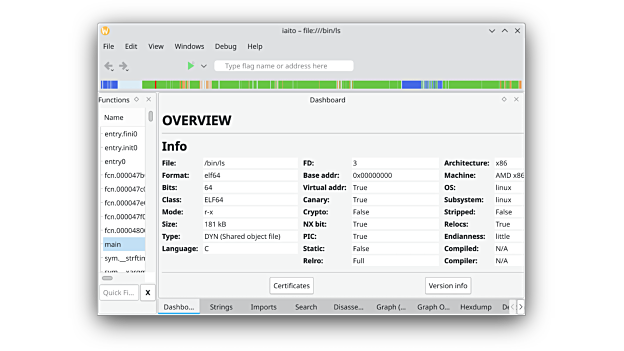 iaito – file:///bin/ls
File Edit View Windows Debug Help
Type flag name or address here
Functions
Dashboard
Name
entry.fini0
entry.init0
entry0
fcn.000047b
fcn.000047c
fcn.000047e
fcn.000047f
fcn.0000480
main
sym.__strftin
OVERVIEW
Info
File: /bin/ls FD: 3 Architecture: x86
Format: elf64 Base addr: 0x00000000 Machine: AMD x86
Bits: 64 Virtual addr: True OS: linux
Class: ELF64 Canary: True Subsystem: linux
Mode: r-x Crypto: False Stripped: False
Size: 181 kB NX bit: True Relocs: True
Type: DYN (Shared object file) PIC: True Endianness: little
Language: C Static: False Compiled: N/A
Relro: Full Compiler: N/A
Certificates Version info
Quick Fi... X
Dashbo... Strings Imports Search Disasse... Graph (... Graph O... Hexdump